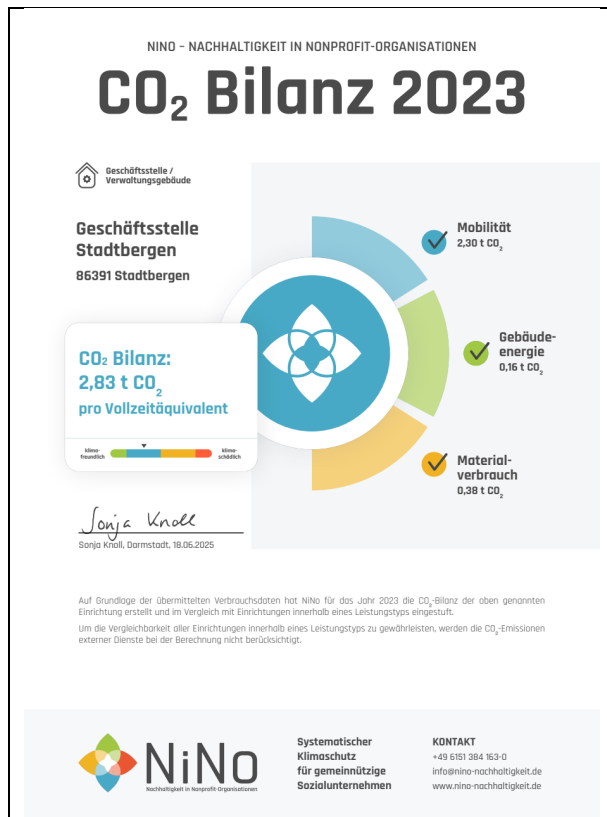 NINO – NACHHALTIGKEIT IN NONPROFIT-ORGANISATIONEN
CO₂ Bilanz 2023
Geschäftsstelle /
Verwaltungsgebäude
Geschäftsstelle
Stadtbergen
86391 Stadtbergen
Mobilität
2,30 t CO₂
Gebäude-
energie
0,16 t CO₂
Material-
verbrauch
0,38 t CO₂
CO₂ Bilanz:
2,83 t CO₂
pro Vollzeitäquivalent
klima-
freundlich
klima-
schädlich
Sonja Knoll
Sonja Knoll, Darmstadt, 18.06.2025
Auf Grundlage der übermittelten Verbrauchsdaten hat NiNo für das Jahr 2023 die CO₂-Bilanz der oben genannten
Einrichtung erstellt und im Vergleich mit Einrichtungen innerhalb eines Leistungstyps eingestuft.
Um die Vergleichbarkeit aller Einrichtungen innerhalb eines Leistungstyps zu gewährleisten, werden die CO₂-Emissionen
externer Dienste bei der Berechnung nicht berücksichtigt.
NiNo
Nachhaltigkeit in Nonprofit-Organisationen
Systematischer
Klimaschutz
für gemeinnützige
Sozialunternehmen
KONTAKT
+49 6151 384 163-0
info@nino-nachhaltigkeit.de
www.nino-nachhaltigkeit.de